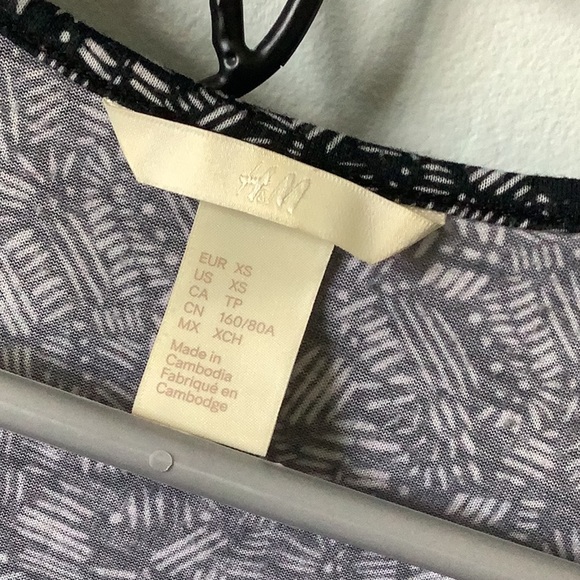 H&M
EUR XS
US XS
CA TP
CN 160/80A
MX XCH
Made in
Cambodia
Fabriqué en
Cambodge